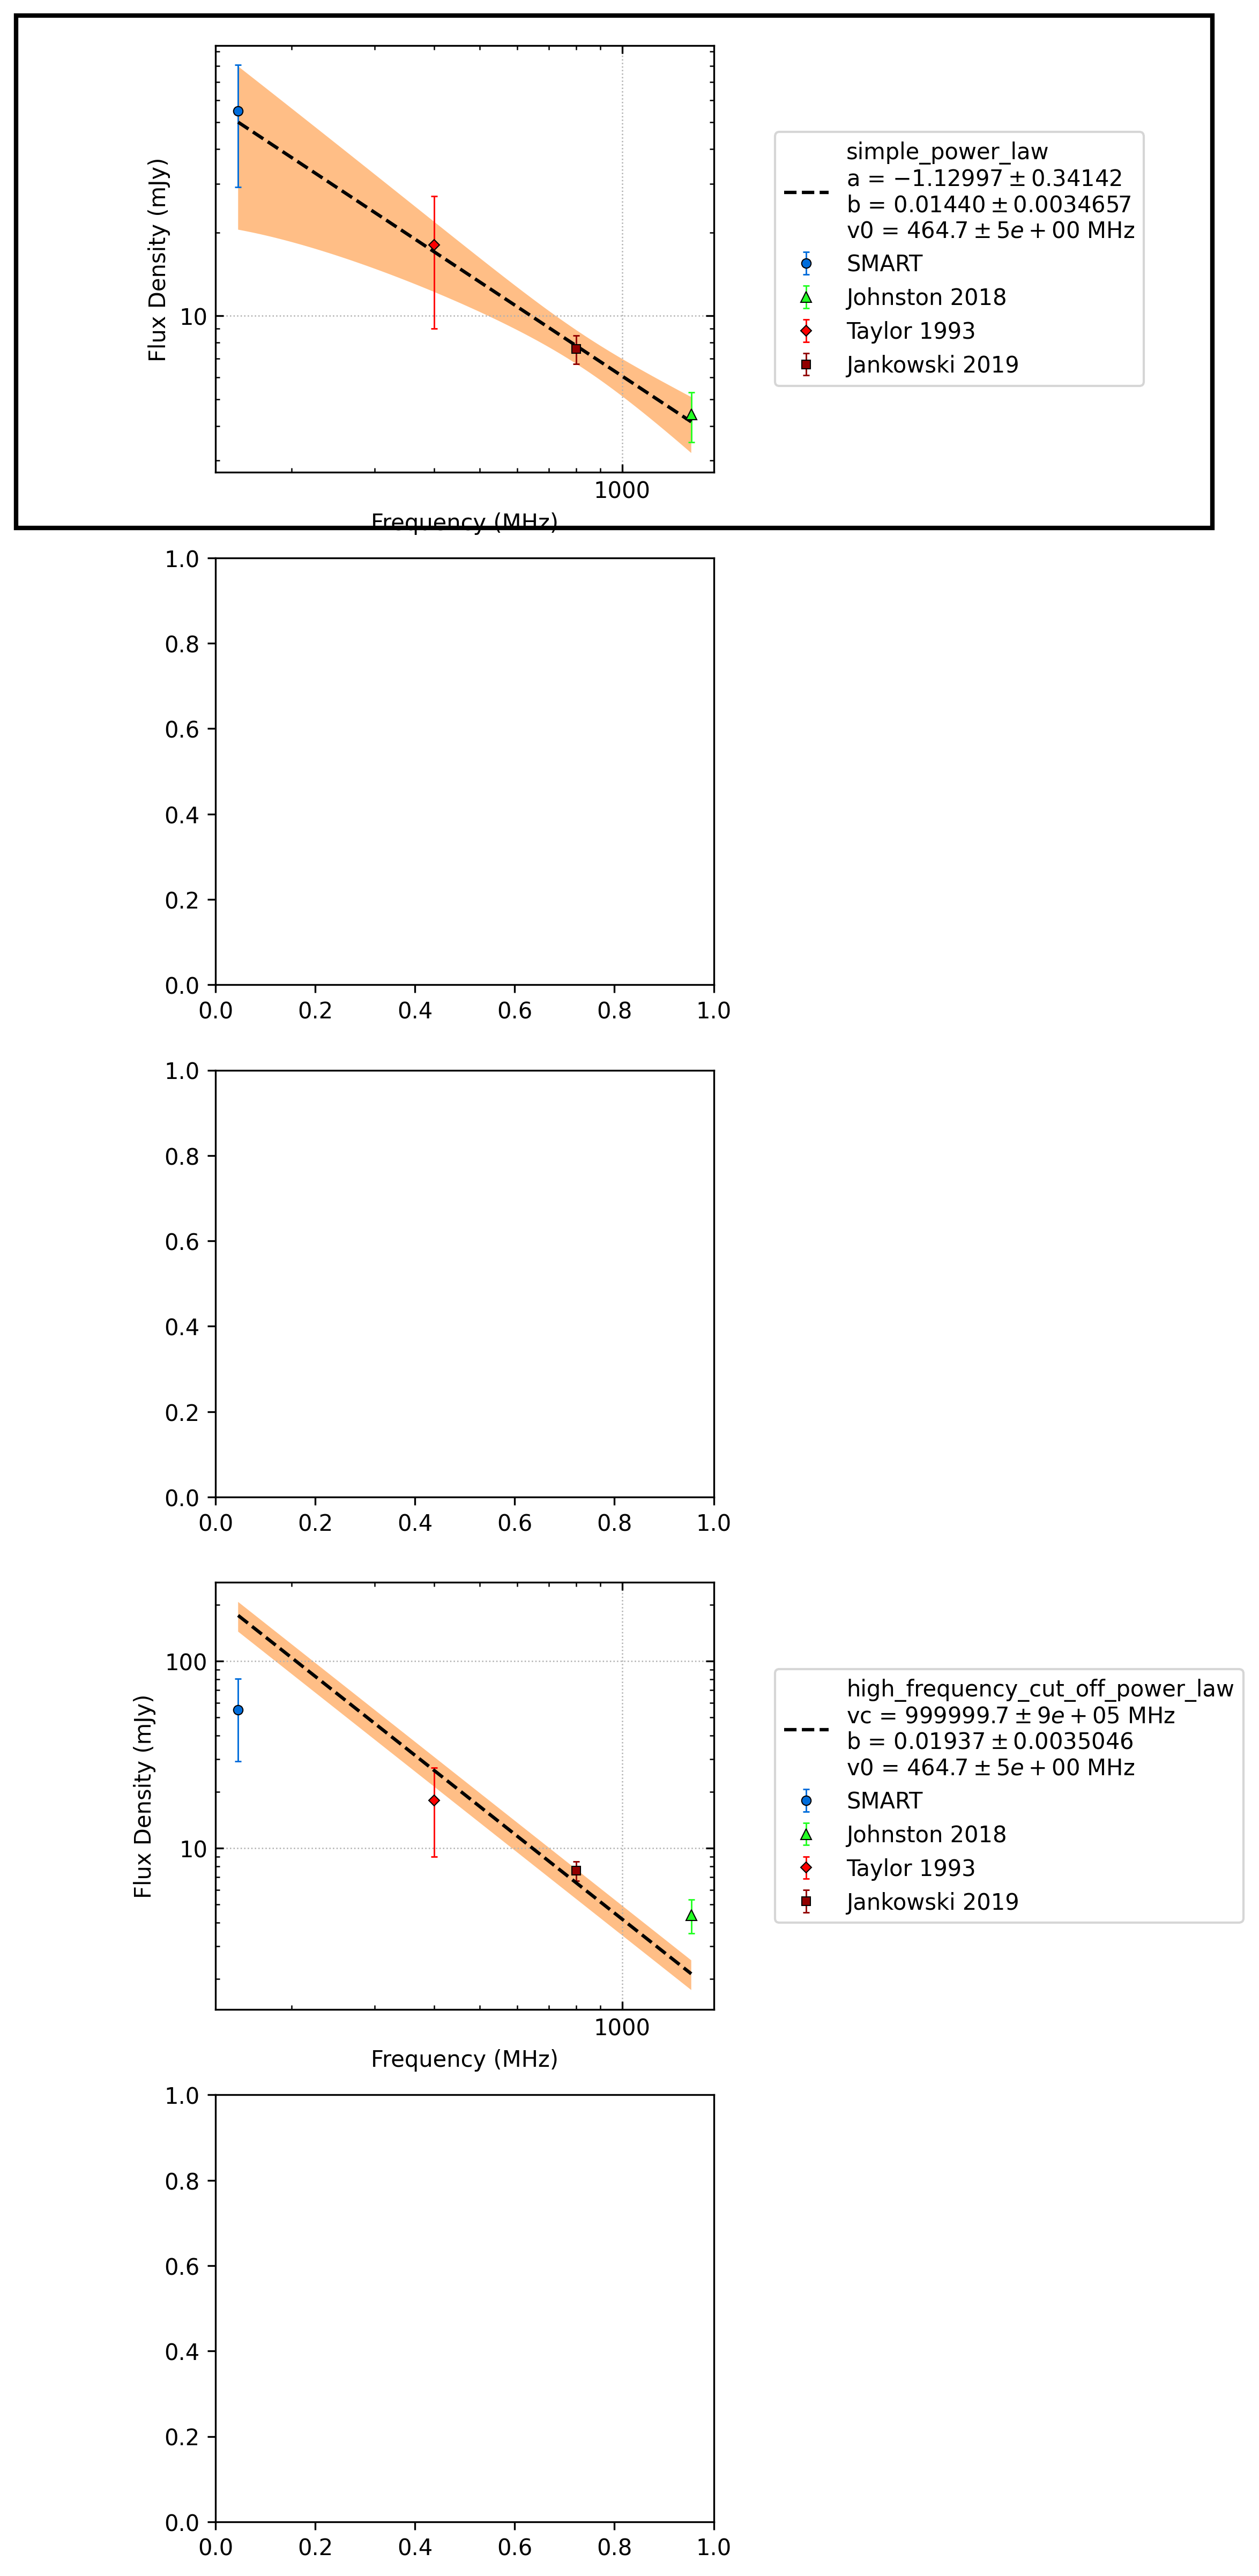 Flux Density (mJy)
10
1000
Frequency (MHz)
simple_power_law
a = −1.12997 ± 0.34142
b = 0.01440 ± 0.0034657
v0 = 464.7 ± 5e + 00 MHz
SMART
Johnston 2018
Taylor 1993
Jankowski 2019
1.0
0.8
0.6
0.4
0.2
0.0
0.0 0.2 0.4 0.6 0.8 1.0
1.0
0.8
0.6
0.4
0.2
0.0
0.0 0.2 0.4 0.6 0.8 1.0
Flux Density (mJy)
100
10
1000
Frequency (MHz)
high_frequency_cut_off_power_law
vc = 999999.7 ± 9e + 05 MHz
b = 0.01937 ± 0.0035046
v0 = 464.7 ± 5e + 00 MHz
SMART
Johnston 2018
Taylor 1993
Jankowski 2019
1.0
0.8
0.6
0.4
0.2
0.0
0.0 0.2 0.4 0.6 0.8 1.0